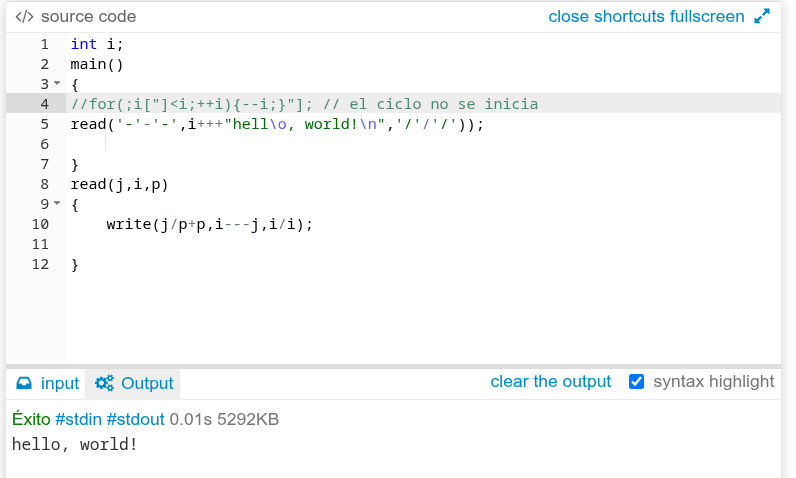 </> source code
close shortcuts fullscreen
1 int i;
2 main()
3 {
4 //for(;i["]<i;++i){--i;}"]; // el ciclo no se inicia
5 read('-'-'-',i+++"hell\o, world!\n",'/'/'/'));
6
7 }
8 read(j,i,p)
9 {
10 write(j/p+p,i---j,i/i);
11
12 }
input
Output
clear the output
syntax highlight
Éxito #stdin #stdout 0.01s 5292KB
hello, world!